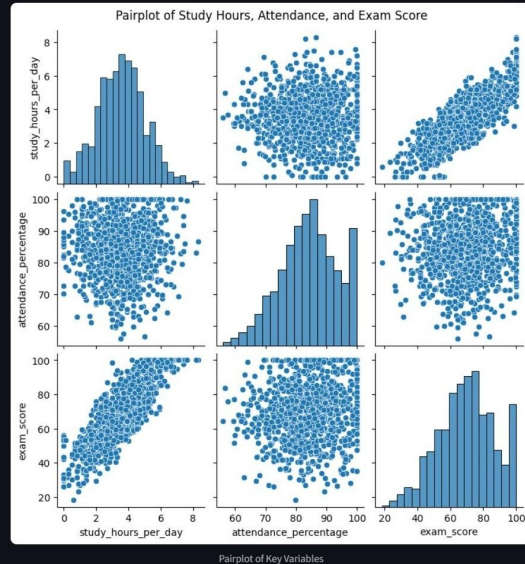 Pairplot of Study Hours, Attendance, and Exam Score
study_hours_per_day
8
6
4
2
0
attendance_percentage
100
90
80
70
60
exam_score
100
80
60
40
20
0 2 4 6 8
60 70 80 90 100
20 40 60 80 100
study_hours_per_day
attendance_percentage
exam_score
Pairplot of Key Variables